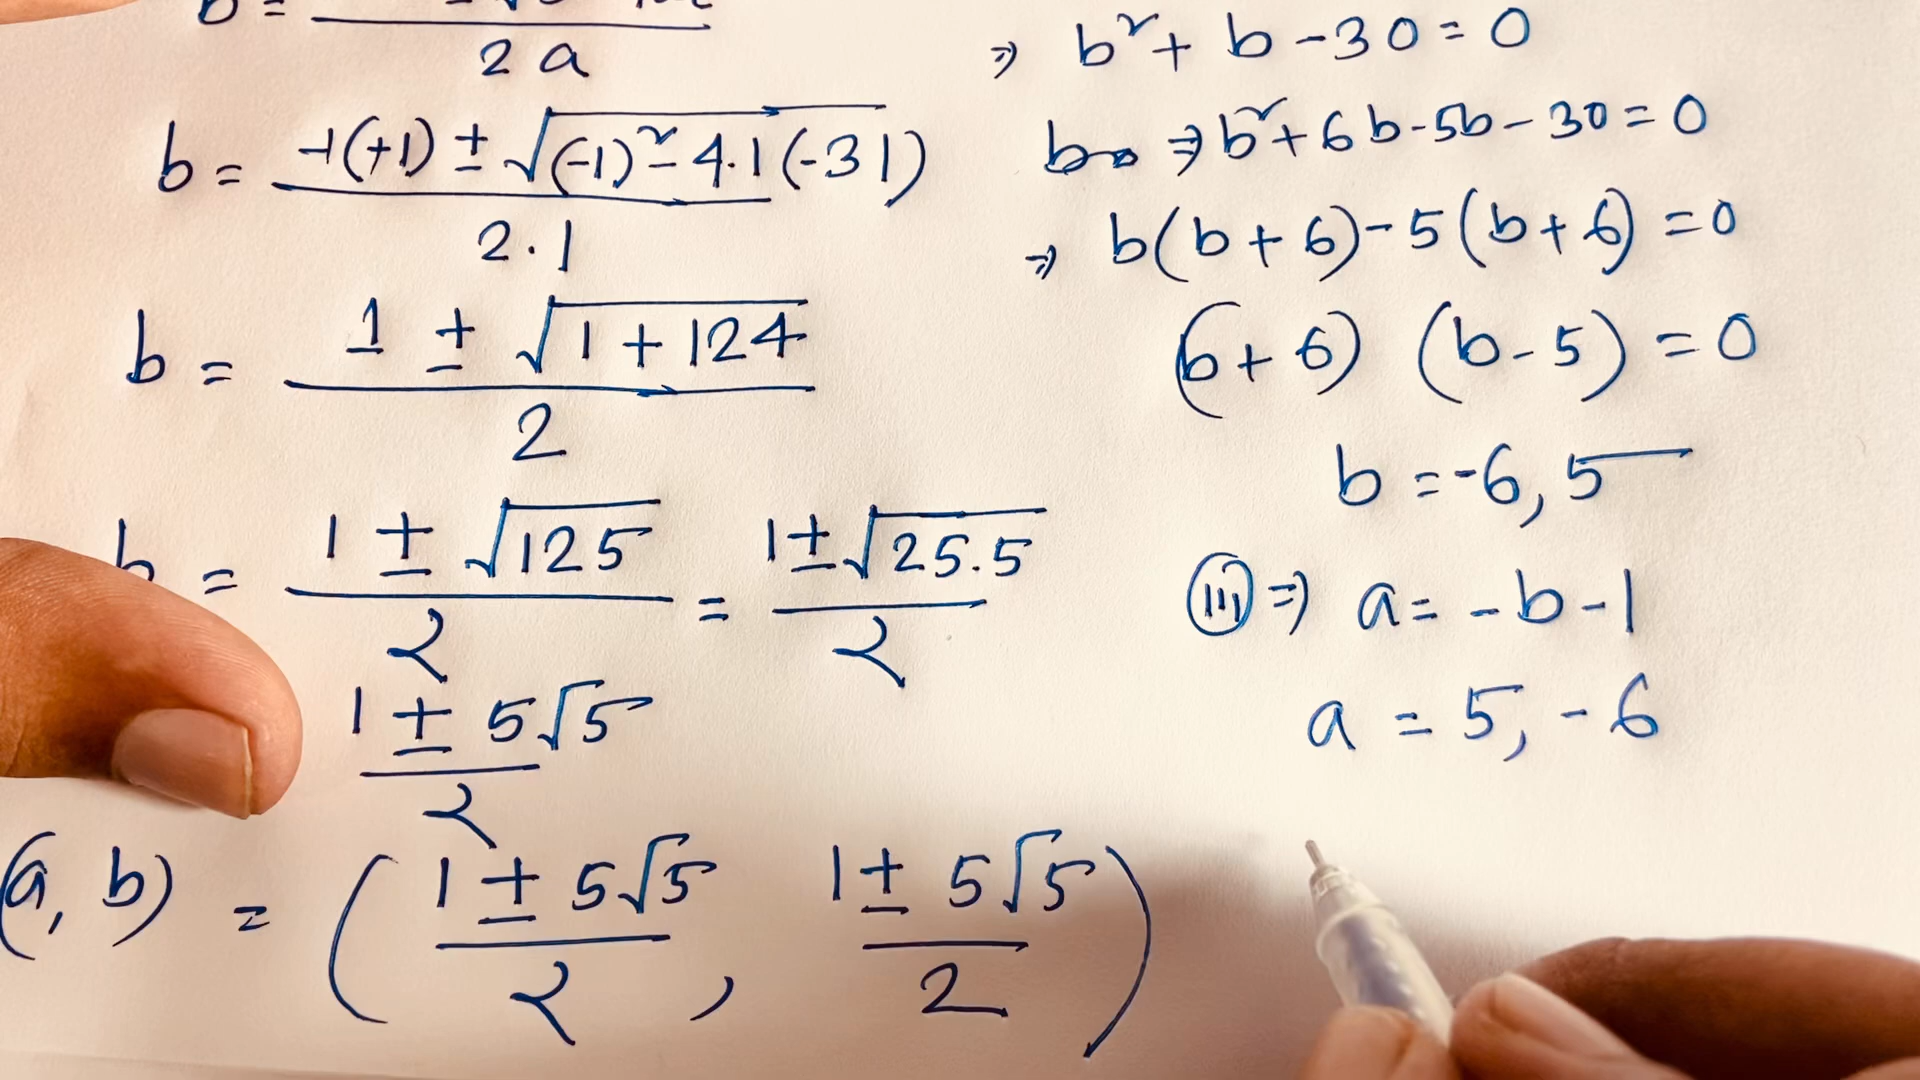 2a
b = -1(+1) ± √(-1)² - 4.1(-31)
2.1
b = 1 ± √1 + 124
2
b = 1 ± √125 = 1 ± √25.5
2 2
1 ± 5√5
2
(a, b) = (1 ± 5√5 , 1 ± 5√5)
2 2
⇒ b² + b - 30 = 0
⇒ b² + 6b - 5b - 30 = 0
⇒ b(b + 6) - 5(b + 6) = 0
(b + 6) (b - 5) = 0
b = -6, 5
(iii) ⇒ a = -b - 1
a = 5, -6